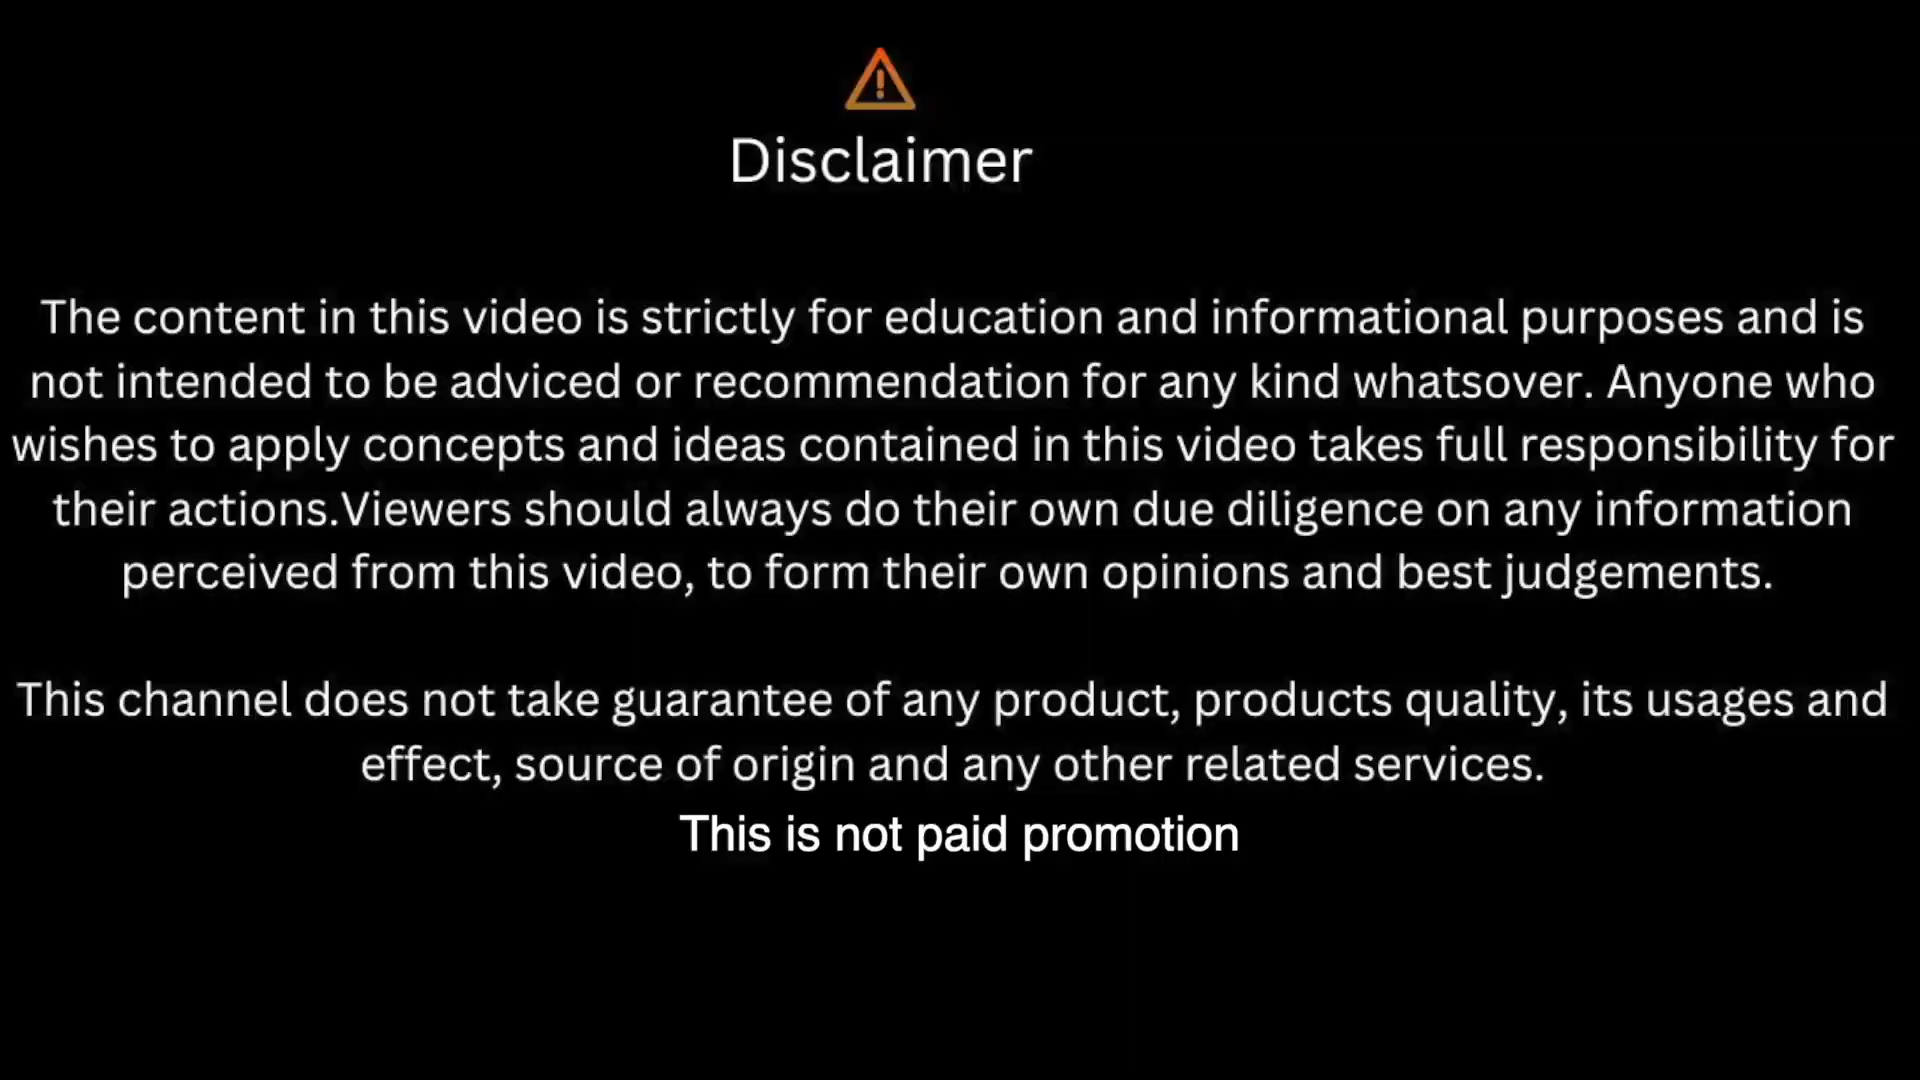 Disclaimer
The content in this video is strictly for education and informational purposes and is
not intended to be adviced or recommendation for any kind whatsover. Anyone who
wishes to apply concepts and ideas contained in this video takes full responsibility for
their actions.Viewers should always do their own due diligence on any information
perceived from this video, to form their own opinions and best judgements.
This channel does not take guarantee of any product, products quality, its usages and
effect, source of origin and any other related services.
This is not paid promotion